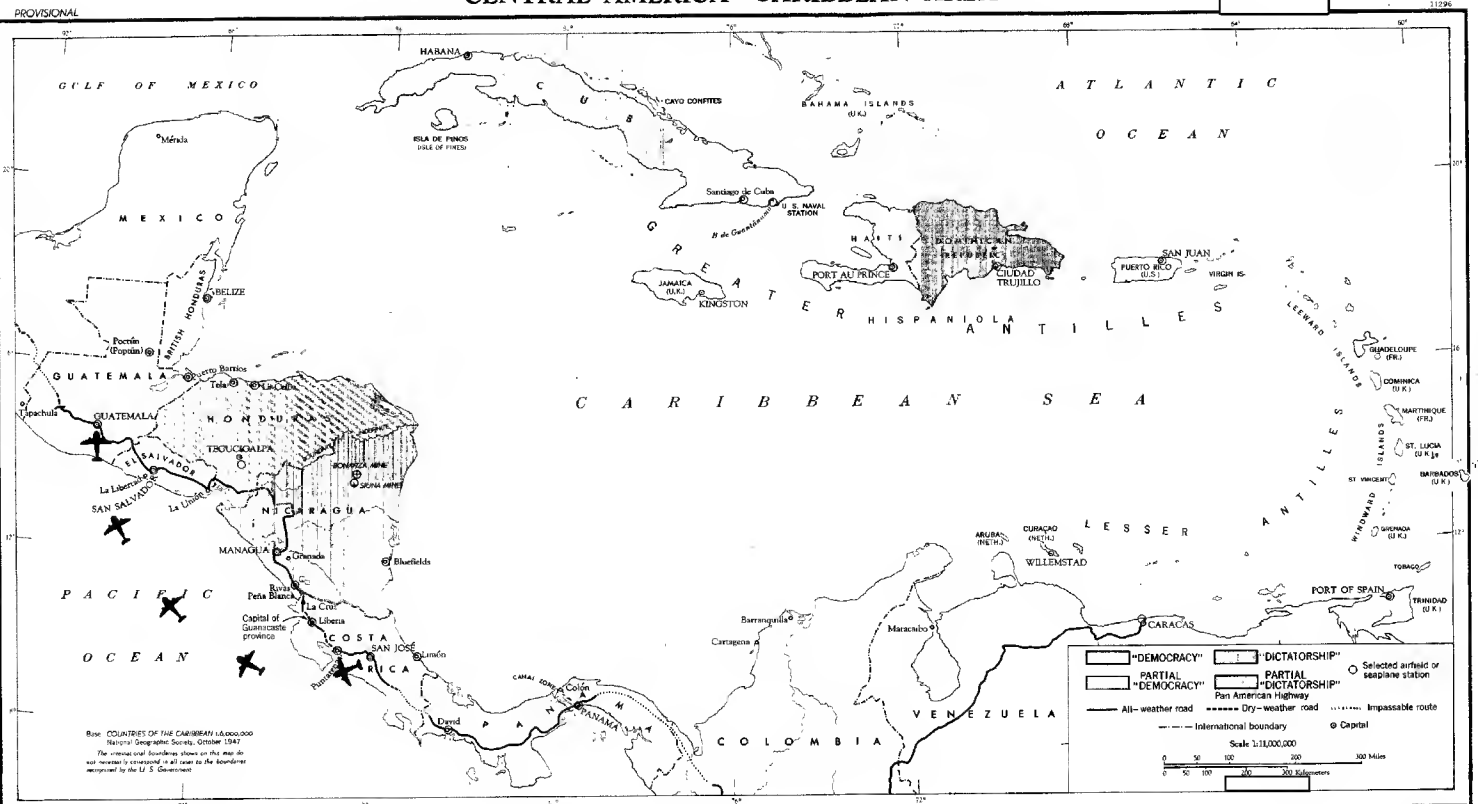 PROVISIONAL
11296
GULF OF MEXICO
ATLANTIC
OCEAN
HABANA
CUBA
CAYO CONFITES
BAHAMA ISLANDS
(U.K.)
ISLA DE PINOS
(ISLE OF PINES)
Mérida
20°
20°
MEXICO
Santiago de Cuba
U. S. NAVAL
STATION
B de Guantánamo
HAITI
DOMINICAN
REPUBLIC
PORT AU PRINCE
CIUDAD
TRUJILLO
SAN JUAN
PUERTO RICO
(U.S.)
VIRGIN IS.
JAMAICA
(U.K.)
KINGSTON
GREATER
HISPANIOLA
ANTILLES
LEEWARD ISLANDS
BRITISH HONDURAS
BELIZE
Poctún
(Poptún)
16°
GUADELOUPE
(FR.)
GUATEMALA
Puerto Barrios
Tela
La Ceiba
DOMINICA
(U.K.)
Tapachula
GUATEMALA
HONDURAS
CARIBBEAN SEA
MARTINIQUE
(FR.)
TEGUCIGALPA
EL SALVADOR
BONANZA MINE
SIUNA MINE
ST. LUCIA
(U.K.)
La Libertad
SAN SALVADOR
La Unión
ST VINCENT
BARBADOS
(U.K.)
WINDWARD ISLANDS
NICARAGUA
LESSER
ANTILLES
GRENADA
(U.K.)
12°
12°
MANAGUA
Granada
Bluefields
ARUBA
(NETH.)
CURAÇAO
(NETH.)
WILLEMSTAD
TOBAGO
PACIFIC
OCEAN
Rivas
Peña Blanca
La Cruz
Capital of
Guanacaste
province
Liberia
PORT OF SPAIN
TRINIDAD
(U.K.)
Barranquilla
Cartagena
Maracaibo
CARACAS
COSTA
RICA
SAN JOSÉ
Limón
CANAL ZONE
Colón
PANAMA
PANAMA
David
COLOMBIA
VENEZUELA
Base: COUNTRIES OF THE CARIBBEAN 1:6,000,000
National Geographic Society, October 1947
The international boundaries shown on this map do
not necessarily correspond in all cases to the boundaries
recognized by the U. S. Government
"DEMOCRACY"
"DICTATORSHIP"
PARTIAL
"DEMOCRACY"
PARTIAL
"DICTATORSHIP"
Selected airfield or
seaplane station
Pan American Highway
All-weather road
Dry-weather road
Impassable route
International boundary
Capital
Scale 1:11,000,000
0 50 100 200 300 Miles
0 50 100 200 300 Kilometers